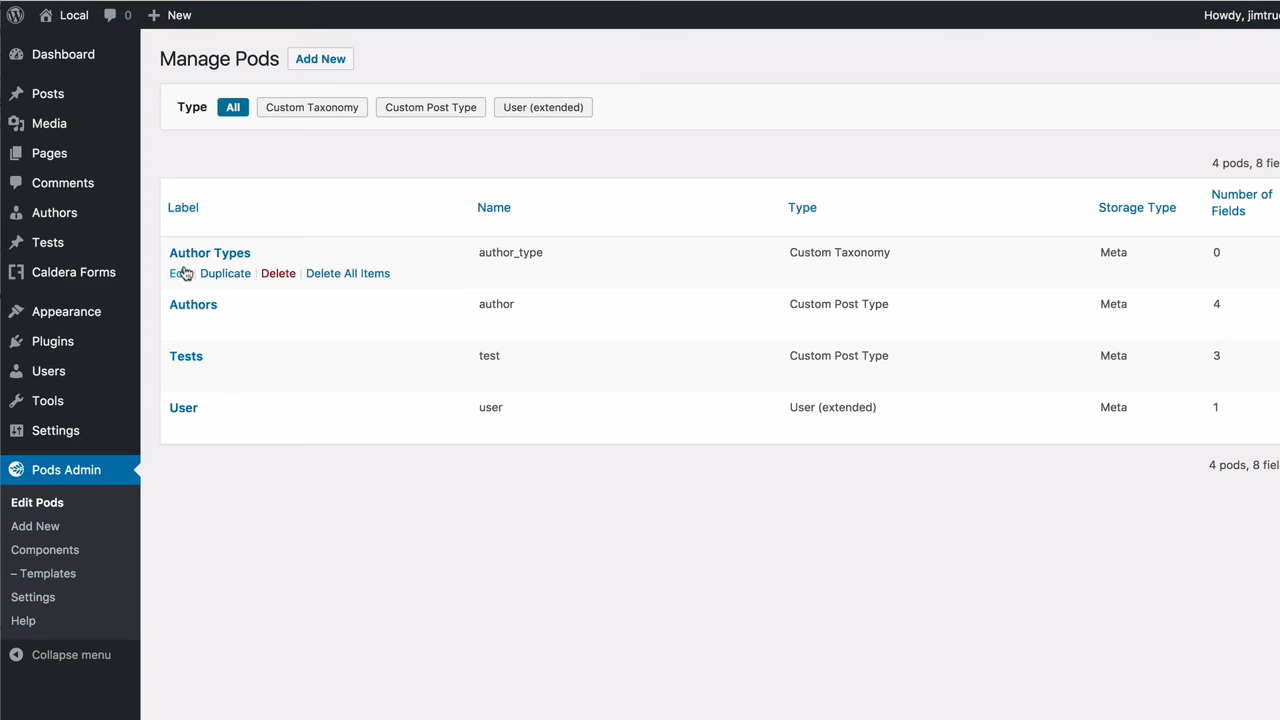 Local 0 New Howdy, jimtru
Dashboard
Posts
Media
Pages
Comments
Authors
Tests
Caldera Forms
Appearance
Plugins
Users
Tools
Settings
Pods Admin
Edit Pods
Add New
Components
– Templates
Settings
Help
Collapse menu
Manage Pods Add New
Type All Custom Taxonomy Custom Post Type User (extended)
4 pods, 8 fie
Label Name Type Storage Type Number of
Fields
Author Types author_type Custom Taxonomy Meta 0
Edit | Duplicate | Delete | Delete All Items
Authors author Custom Post Type Meta 4
Tests test Custom Post Type Meta 3
User user User (extended) Meta 1
4 pods, 8 fiel